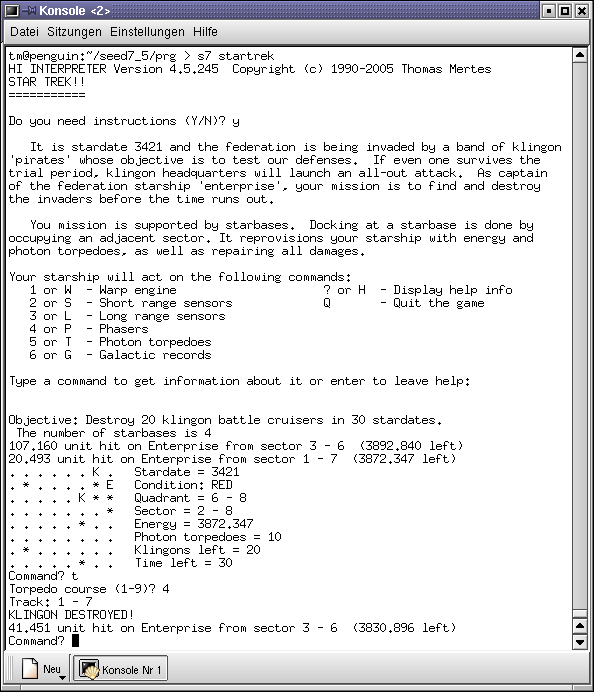 Konsole <2>
Datei Sitzungen Einstellungen Hilfe
tm@penguin:~/seed7_5/prg > s7 startrek
HI INTERPRETER Version 4.5.245  Copyright (c) 1990-2005 Thomas Mertes
STAR TREK!!
===========

Do you need instructions (Y/N)? y

   It is stardate 3421 and the federation is being invaded by a band of klingon
'pirates' whose objective is to test our defenses.  If even one survives the
trial period, klingon headquarters will launch an all-out attack.  As captain
of the federation starship 'enterprise', your mission is to find and destroy
the invaders before the time runs out.

   You mission is supported by starbases.  Docking at a starbase is done by
occupying an adjacent sector. It reprovisions your starship with energy and
photon torpedoes, as well as repairing all damages.

Your starship will act on the following commands:
   1 or W  - Warp engine                  ? or H  - Display help info
   2 or S  - Short range sensors          Q       - Quit the game
   3 or L  - Long range sensors
   4 or P  - Phasers
   5 or T  - Photon torpedoes
   6 or G  - Galactic records

Type a command to get information about it or enter to leave help:


Objective: Destroy 20 klingon battle cruisers in 30 stardates.
 The number of starbases is 4
107.160 unit hit on Enterprise from sector 3 - 6  (3892.840 left)
20.493 unit hit on Enterprise from sector 1 - 7  (3872.347 left)
. . . . . . K .   Stardate = 3421
. * . . . . * E   Condition: RED
. . . . . K * *   Quadrant = 6 - 8
. . . . . . . *   Sector = 2 - 8
. . . . . * . .   Energy = 3872.347
. . . . . . . .   Photon torpedoes = 10
. * . . . . . .   Klingons left = 20
. . . . . * . .   Time left = 30
Command? t
Torpedo course (1-9)? 4
Track: 1 - 7
KLINGON DESTROYED!
41.451 unit hit on Enterprise from sector 3 - 6  (3830.896 left)
Command?
Neu
Konsole Nr 1